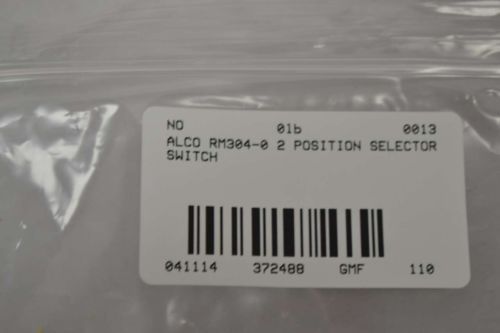 NO 01b 0013
ALCO RM304-0 2 POSITION SELECTOR
SWITCH
041114 372488 GMF 110